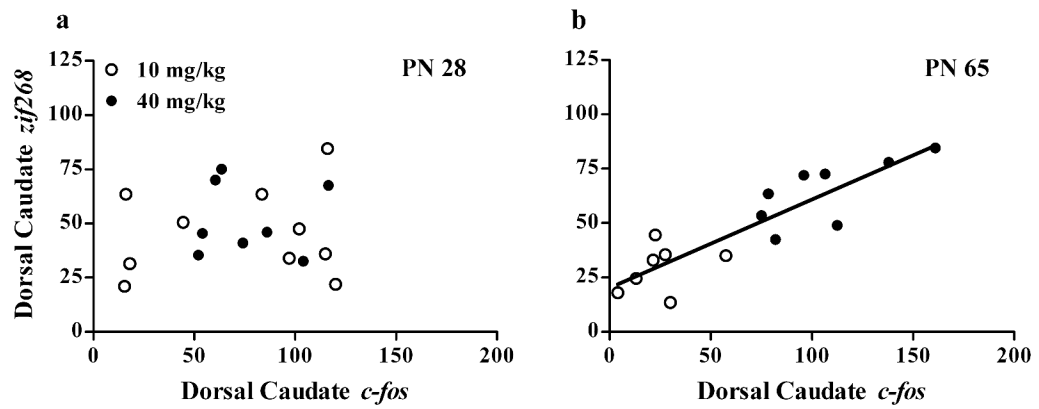 a
PN 28
10 mg/kg
40 mg/kg
Dorsal Caudate zif268
125
100
75
50
25
0
0 50 100 150 200
Dorsal Caudate c-fos
b
PN 65
125
100
75
50
25
0
0 50 100 150 200
Dorsal Caudate c-fos